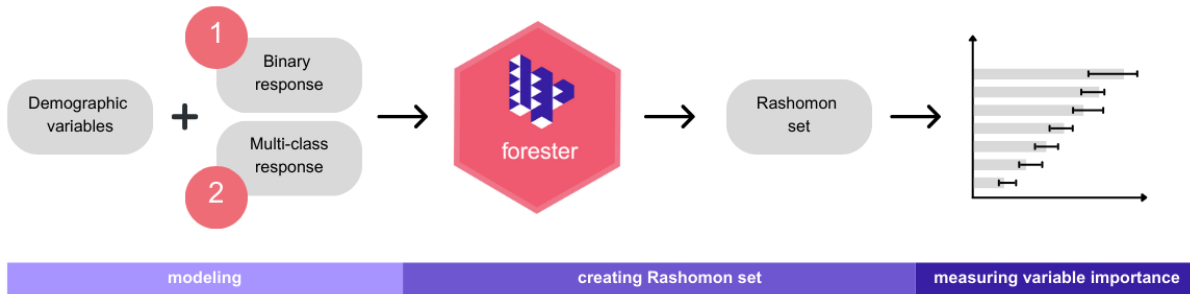 1
Binary
response
Demographic
variables
+
Multi-class
response
2
forester
Rashomon
set
modeling
creating Rashomon set
measuring variable importance